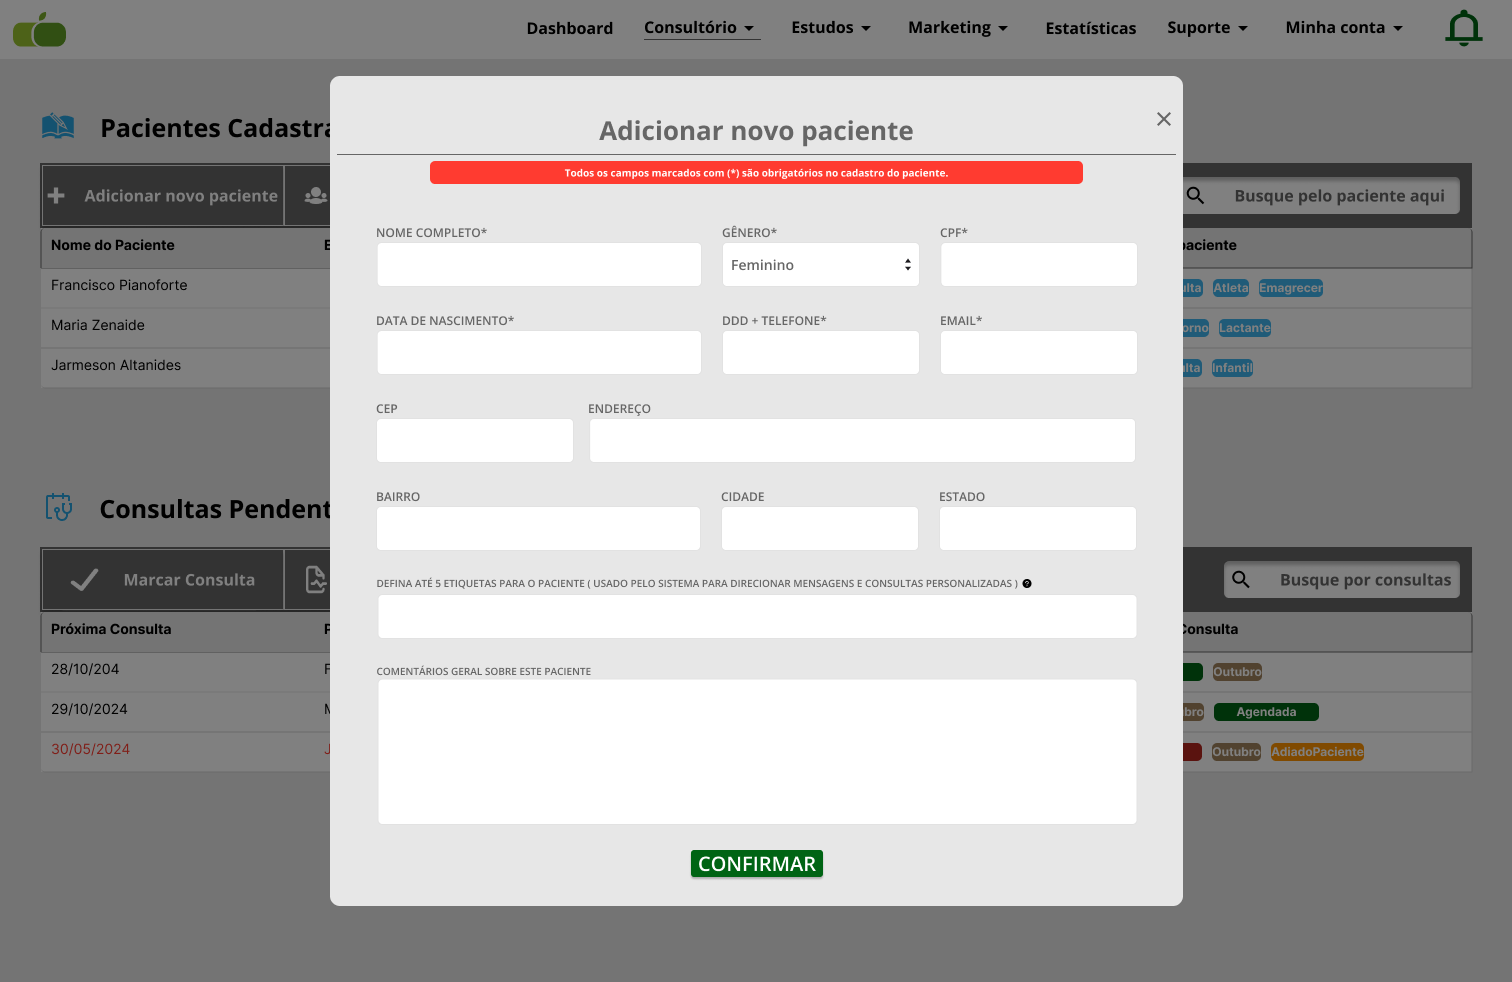 Dashboard
Consultório
Estudos
Marketing
Estatísticas
Suporte
Minha conta
Pacientes Cadastra
Adicionar novo paciente
Busque pelo paciente aqui
Nome do Paciente
E
paciente
Francisco Pianoforte
ulta
Atleta
Emagrecer
Maria Zenaide
orno
Lactante
Jarmeson Altanides
ulta
Infantil
Consultas Pendent
Marcar Consulta
Busque por consultas
Próxima Consulta
P
Consulta
28/10/204
F
Outubro
29/10/2024
M
bro
Agendada
30/05/2024
J
Outubro
AdiadoPaciente
Adicionar novo paciente
Todos os campos marcados com (*) são obrigatórios no cadastro do paciente.
NOME COMPLETO*
GÊNERO*
CPF*
Feminino
DATA DE NASCIMENTO*
DDD + TELEFONE*
EMAIL*
CEP
ENDEREÇO
BAIRRO
CIDADE
ESTADO
DEFINA ATÉ 5 ETIQUETAS PARA O PACIENTE ( USADO PELO SISTEMA PARA DIRECIONAR MENSAGENS E CONSULTAS PERSONALIZADAS ) ?
COMENTÁRIOS GERAL SOBRE ESTE PACIENTE
CONFIRMAR